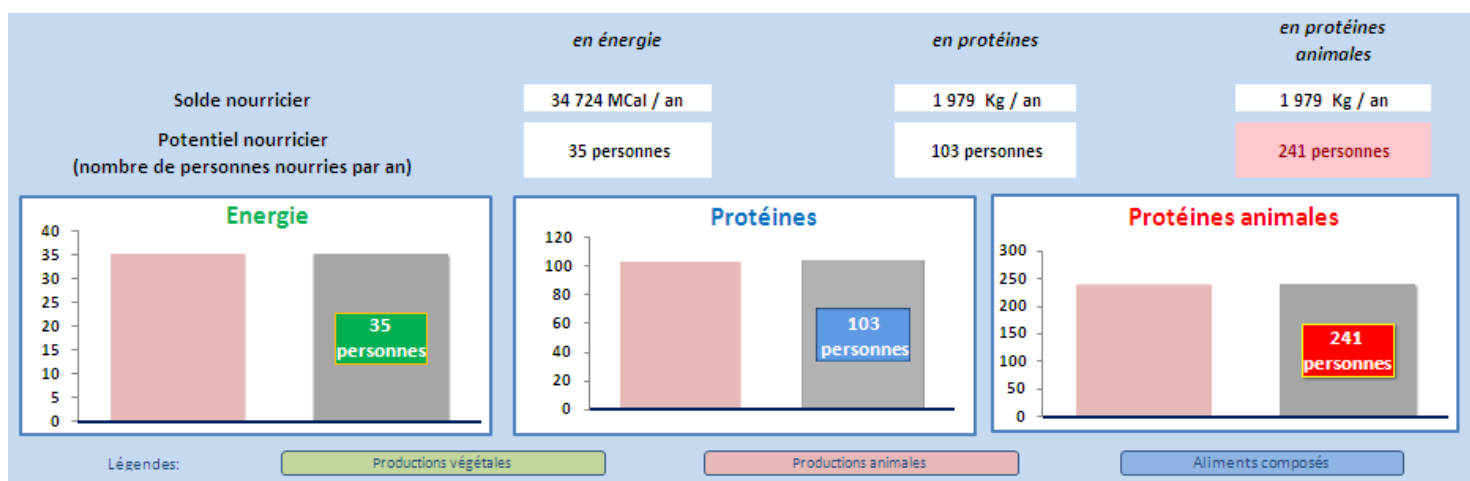 en énergie
en protéines
en protéines
animales
Solde nourricier
34 724 MCal / an
1 979 Kg / an
1 979 Kg / an
Potentiel nourricier
(nombre de personnes nourries par an)
35 personnes
103 personnes
241 personnes
Energie
40
35
30
25
20
15
10
5
0
35
personnes
Protéines
120
100
80
60
40
20
0
103
personnes
Protéines animales
300
250
200
150
100
50
0
241
personnes
Légendes:
Productions végétales
Productions animales
Aliments composés